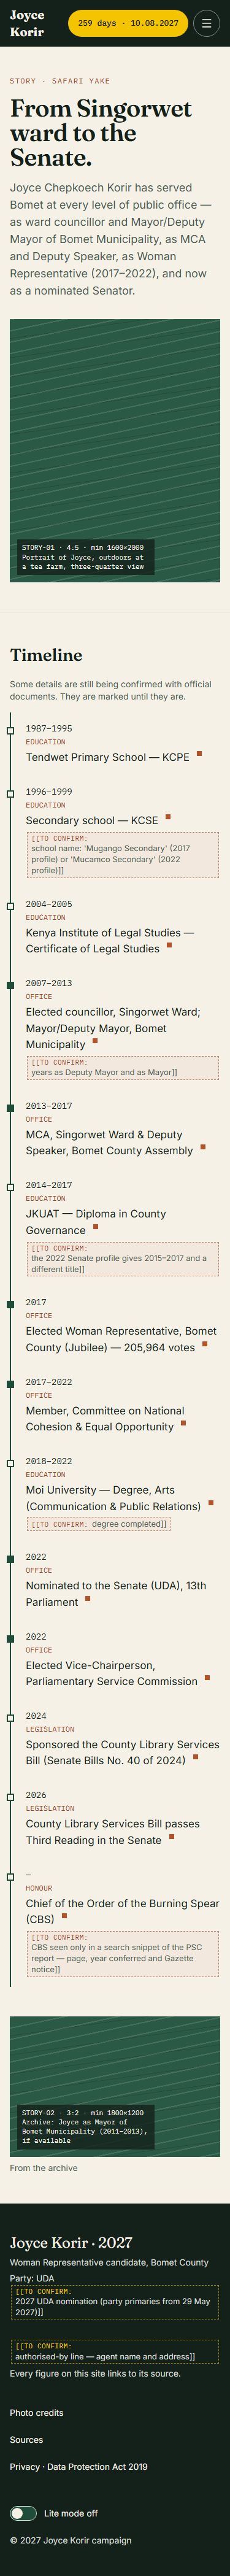 Joyce
Korir
259 days · 10.08.2027
STORY · SAFARI YAKE
From Singorwet
ward to the
Senate.
Joyce Chepkoech Korir has served
Bomet at every level of public office —
as ward councillor and Mayor/Deputy
Mayor of Bomet Municipality, as MCA
and Deputy Speaker, as Woman
Representative (2017–2022), and now
as a nominated Senator.
STORY-01 · 4:5 · min 1600×2000
Portrait of Joyce, outdoors at
a tea farm, three-quarter view
Timeline
Some details are still being confirmed with official
documents. They are marked until they are.
1987–1995
EDUCATION
Tendwet Primary School — KCPE
1996–1999
EDUCATION
Secondary school — KCSE
[[TO CONFIRM:
school name: 'Mugango Secondary' (2017
profile) or 'Mucamco Secondary' (2022
profile)]]
2004–2005
EDUCATION
Kenya Institute of Legal Studies —
Certificate of Legal Studies
2007–2013
OFFICE
Elected councillor, Singorwet Ward;
Mayor/Deputy Mayor, Bomet
Municipality
[[TO CONFIRM:
years as Deputy Mayor and as Mayor]]
2013–2017
OFFICE
MCA, Singorwet Ward & Deputy
Speaker, Bomet County Assembly
2014–2017
EDUCATION
JKUAT — Diploma in County
Governance
[[TO CONFIRM:
the 2022 Senate profile gives 2015–2017 and a
different title]]
2017
OFFICE
Elected Woman Representative, Bomet
County (Jubilee) — 205,964 votes
2017–2022
OFFICE
Member, Committee on National
Cohesion & Equal Opportunity
2018–2022
EDUCATION
Moi University — Degree, Arts
(Communication & Public Relations)
[[TO CONFIRM: degree completed]]
2022
OFFICE
Nominated to the Senate (UDA), 13th
Parliament
2022
OFFICE
Elected Vice-Chairperson,
Parliamentary Service Commission
2024
LEGISLATION
Sponsored the County Library Services
Bill (Senate Bills No. 40 of 2024)
2026
LEGISLATION
County Library Services Bill passes
Third Reading in the Senate
—
HONOUR
Chief of the Order of the Burning Spear
(CBS)
[[TO CONFIRM:
CBS seen only in a search snippet of the PSC
report — page, year conferred and Gazette
notice]]
STORY-02 · 3:2 · min 1800×1200
Archive: Joyce as Mayor of
Bomet Municipality (2011–2013),
if available
From the archive
Joyce Korir · 2027
Woman Representative candidate, Bomet County
Party: UDA
[[TO CONFIRM:
2027 UDA nomination (party primaries from 29 May
2027)]]
[[TO CONFIRM:
authorised-by line — agent name and address]]
Every figure on this site links to its source.
Photo credits
Sources
Privacy · Data Protection Act 2019
Lite mode off
© 2027 Joyce Korir campaign